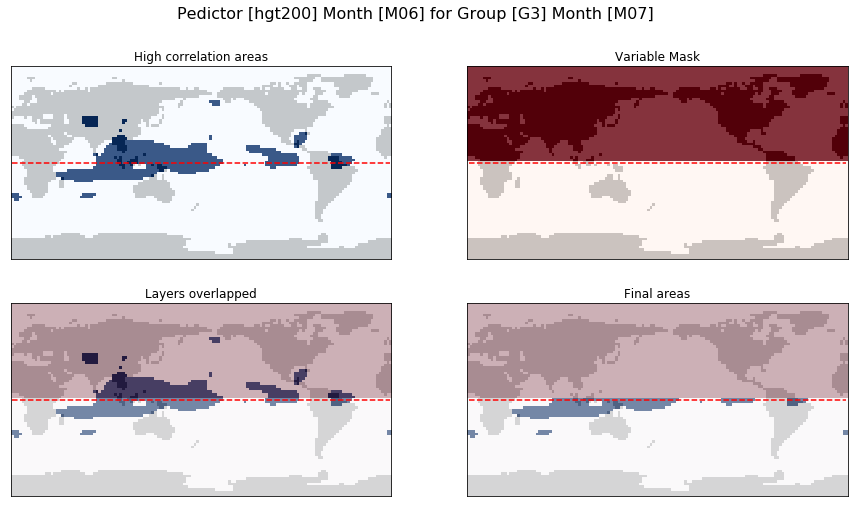 Pedictor [hgt200] Month [M06] for Group [G3] Month [M07]
High correlation areas
Variable Mask
Layers overlapped
Final areas